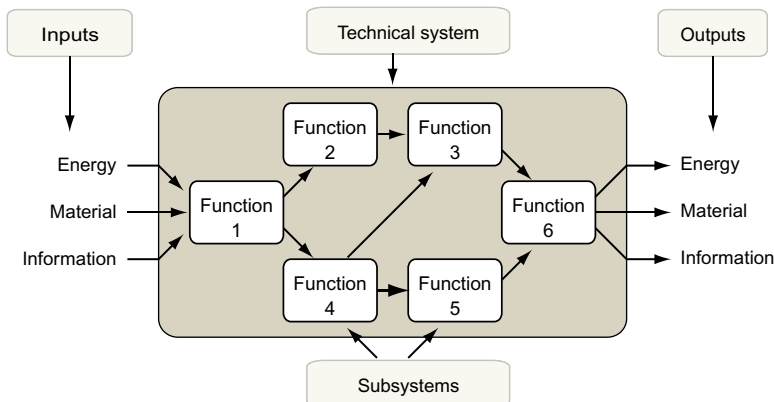 Inputs
Technical system
Outputs
Function
2
Function
3
Energy
Material
Information
Function
1
Function
6
Energy
Material
Information
Function
4
Function
5
Subsystems